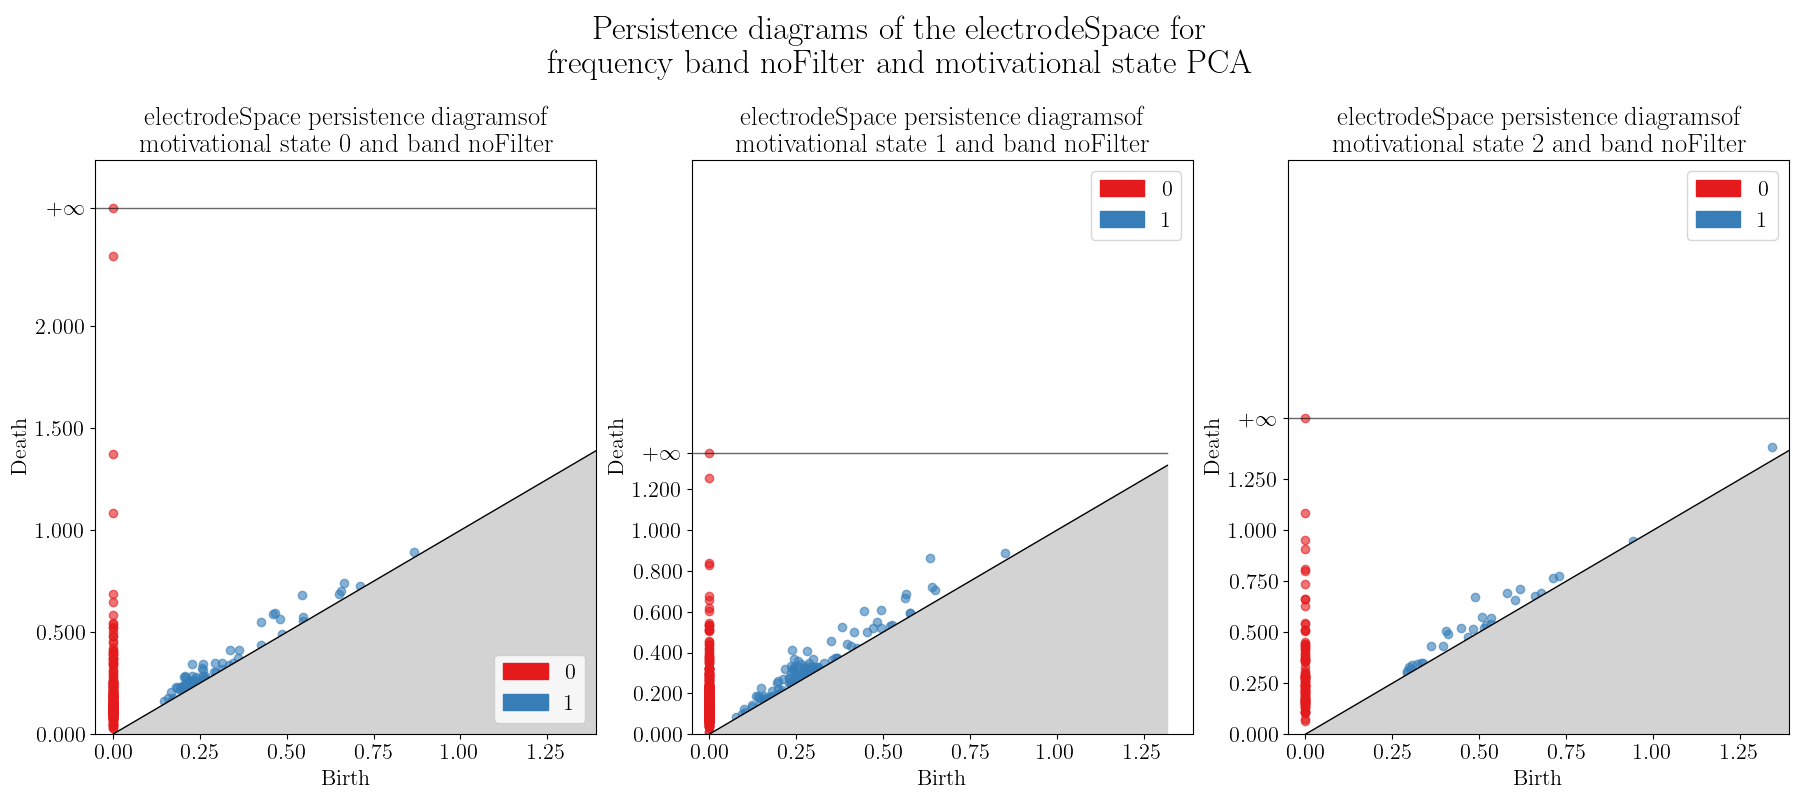 Persistence diagrams of the electrodeSpace for
frequency band noFilter and motivational state PCA
electrodeSpace persistence diagramsof
motivational state 0 and band noFilter
+∞
2.000
1.500
1.000
0.500
0.000
Death
0
1
0.00 0.25 0.50 0.75 1.00 1.25
Birth
electrodeSpace persistence diagramsof
motivational state 1 and band noFilter
0
1
+∞
1.200
1.000
0.800
0.600
0.400
0.200
0.000
Death
0.00 0.25 0.50 0.75 1.00 1.25
Birth
electrodeSpace persistence diagramsof
motivational state 2 and band noFilter
0
1
+∞
1.250
1.000
0.750
0.500
0.250
0.000
Death
0.00 0.25 0.50 0.75 1.00 1.25
Birth